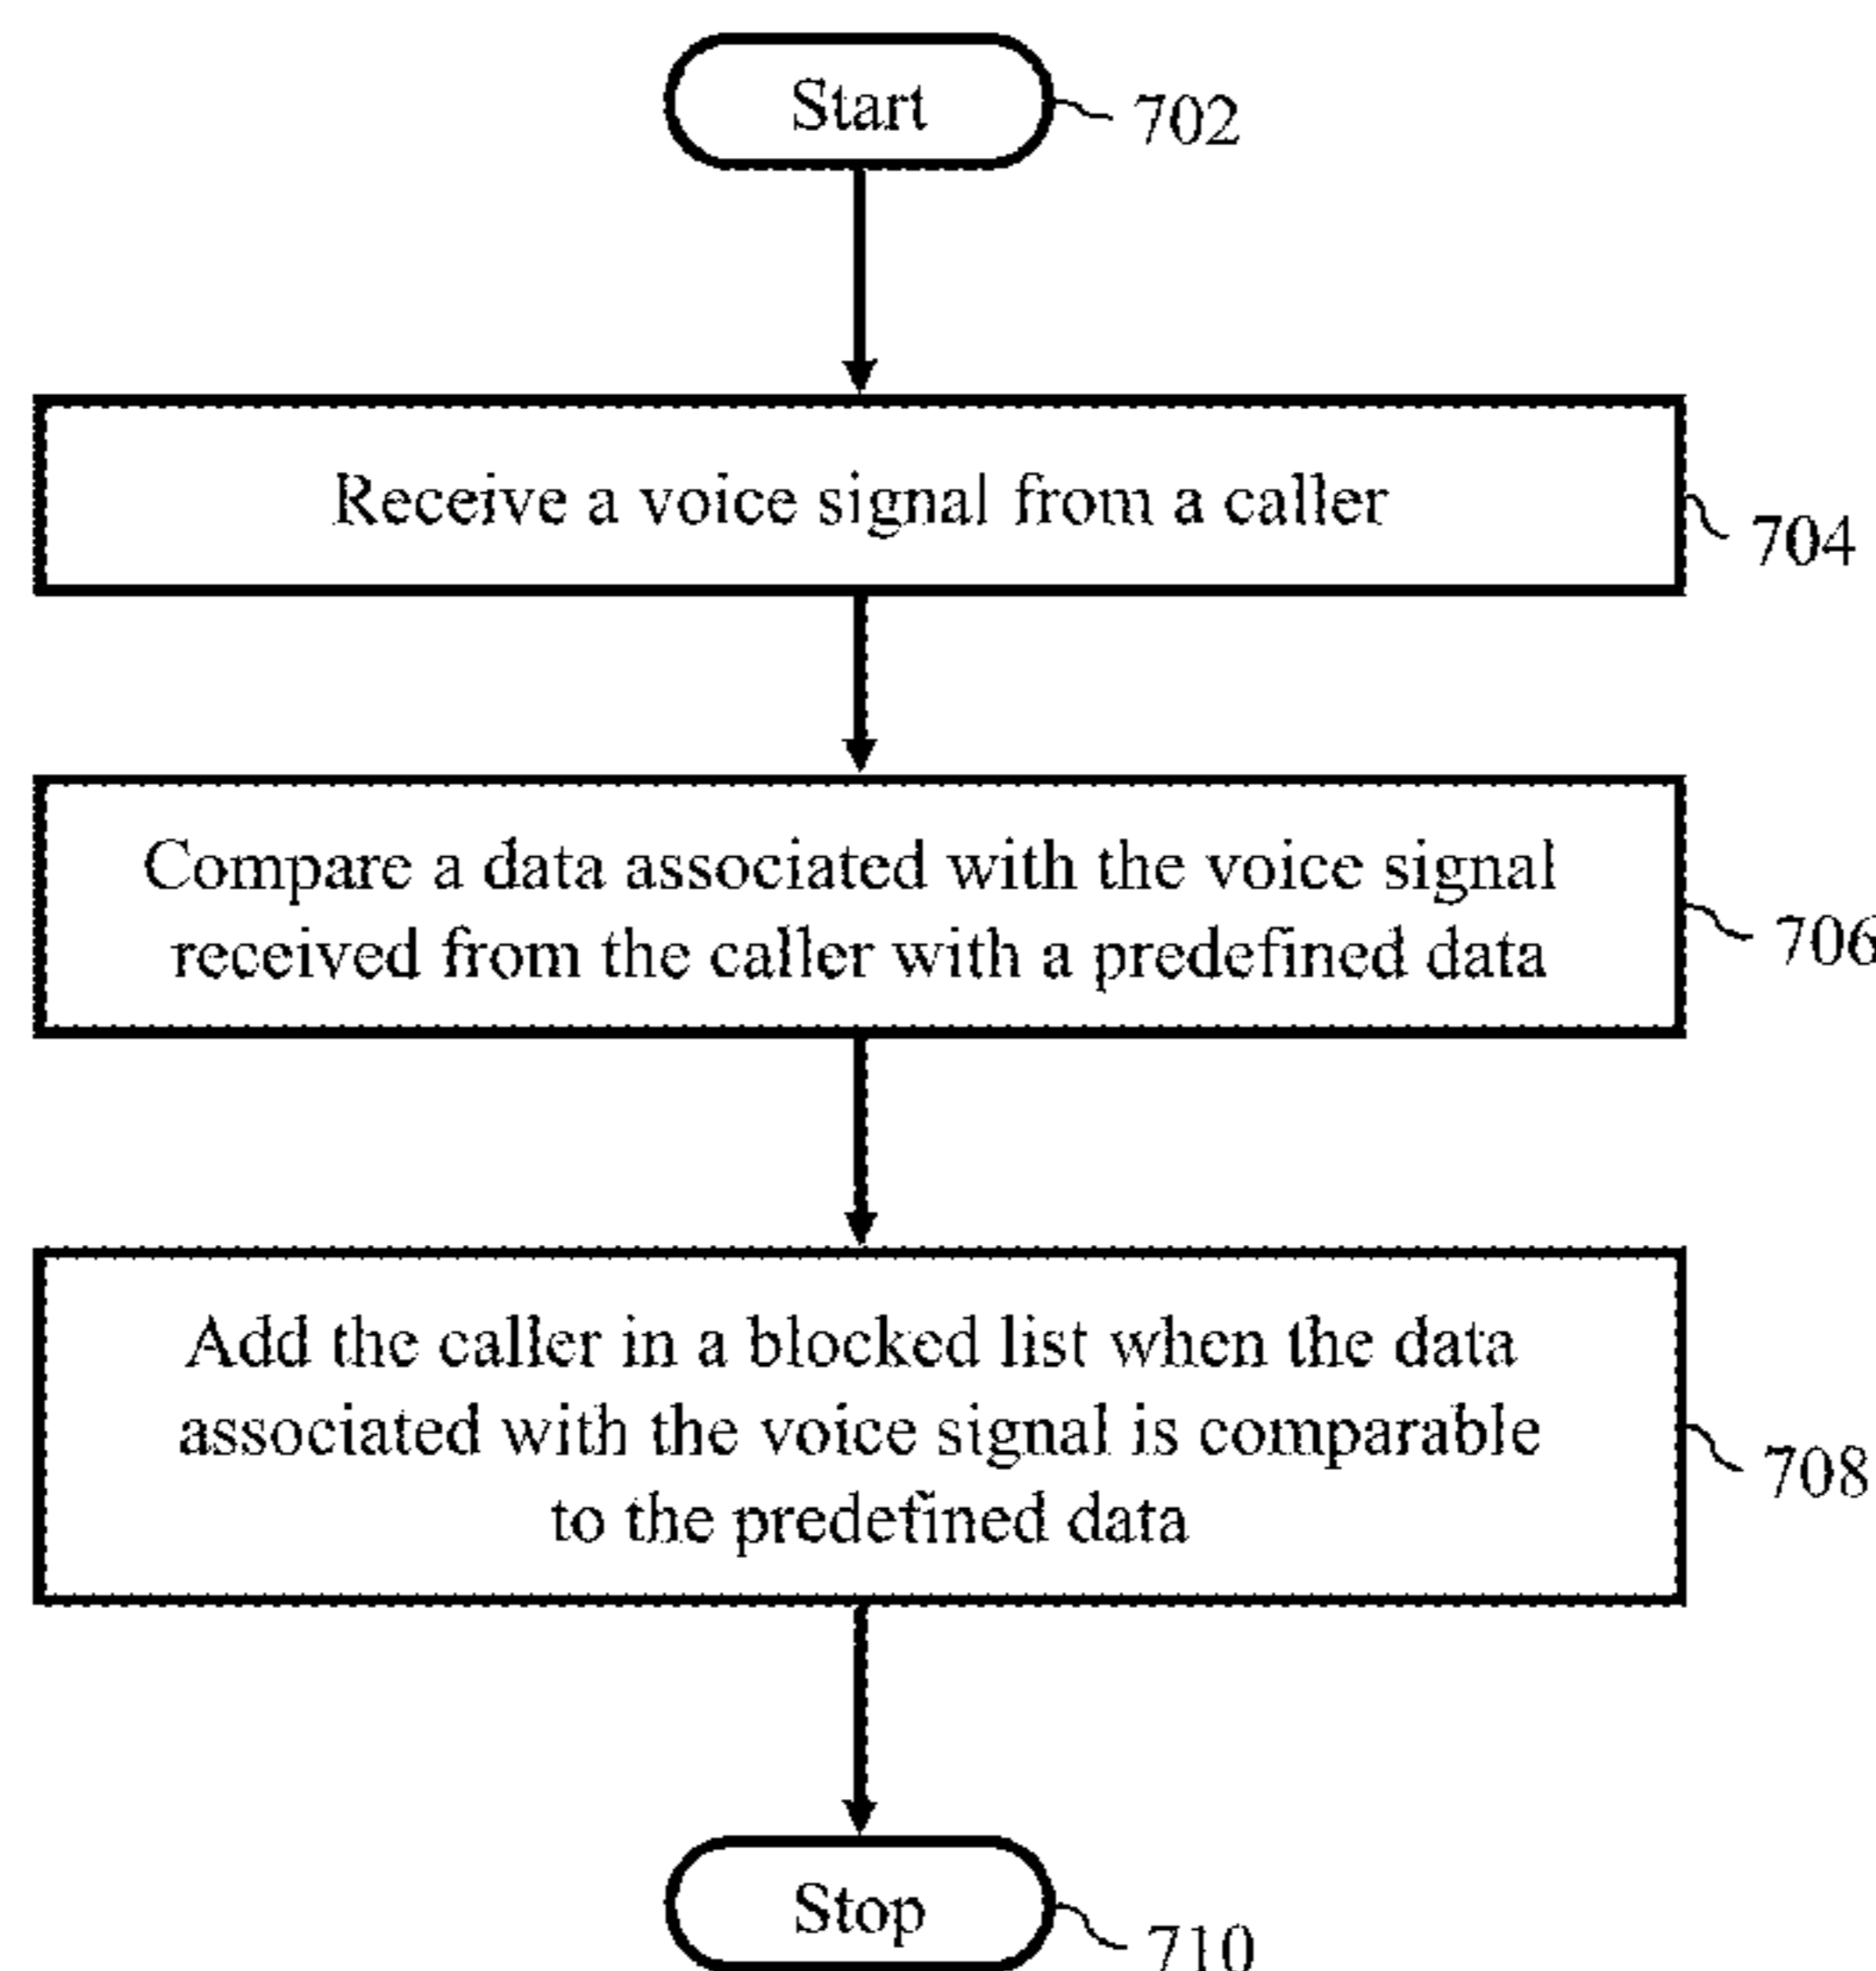 Start
702
Receive a voice signal from a caller
704
Compare a data associated with the voice signal
received from the caller with a predefined data
706
Add the caller in a blocked list when the data
associated with the voice signal is comparable
to the predefined data
708
Stop
710